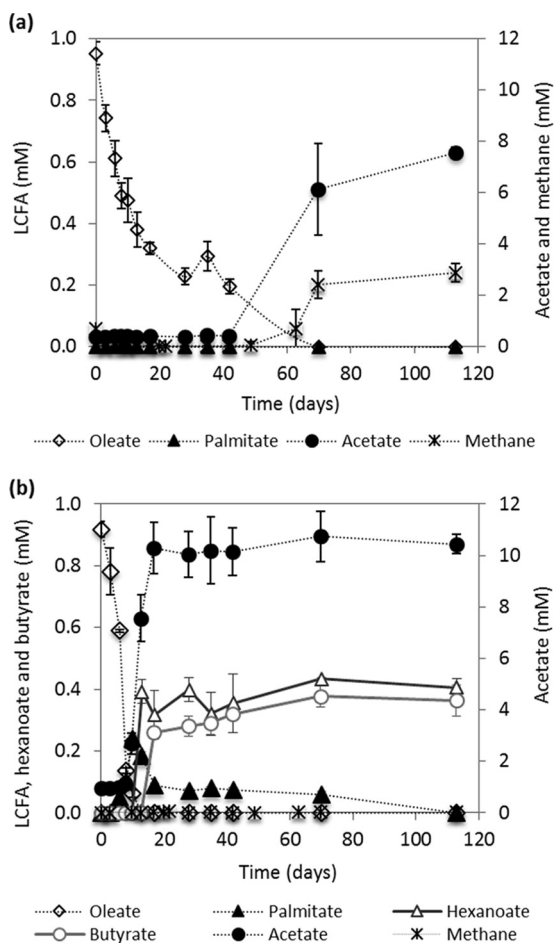 (a)
LCFA (mM)
1.0
0.8
0.6
0.4
0.2
0.0
12
10
8
6
4
2
0
Acetate and methane (mM)
0 20 40 60 80 100 120
Time (days)
Oleate Palmitate Acetate Methane
(b)
LCFA, hexanoate and butyrate (mM)
1.0
0.8
0.6
0.4
0.2
0.0
12
10
8
6
4
2
0
Acetate (mM)
0 20 40 60 80 100 120
Time (days)
Oleate Palmitate Hexanoate
Butyrate Acetate Methane